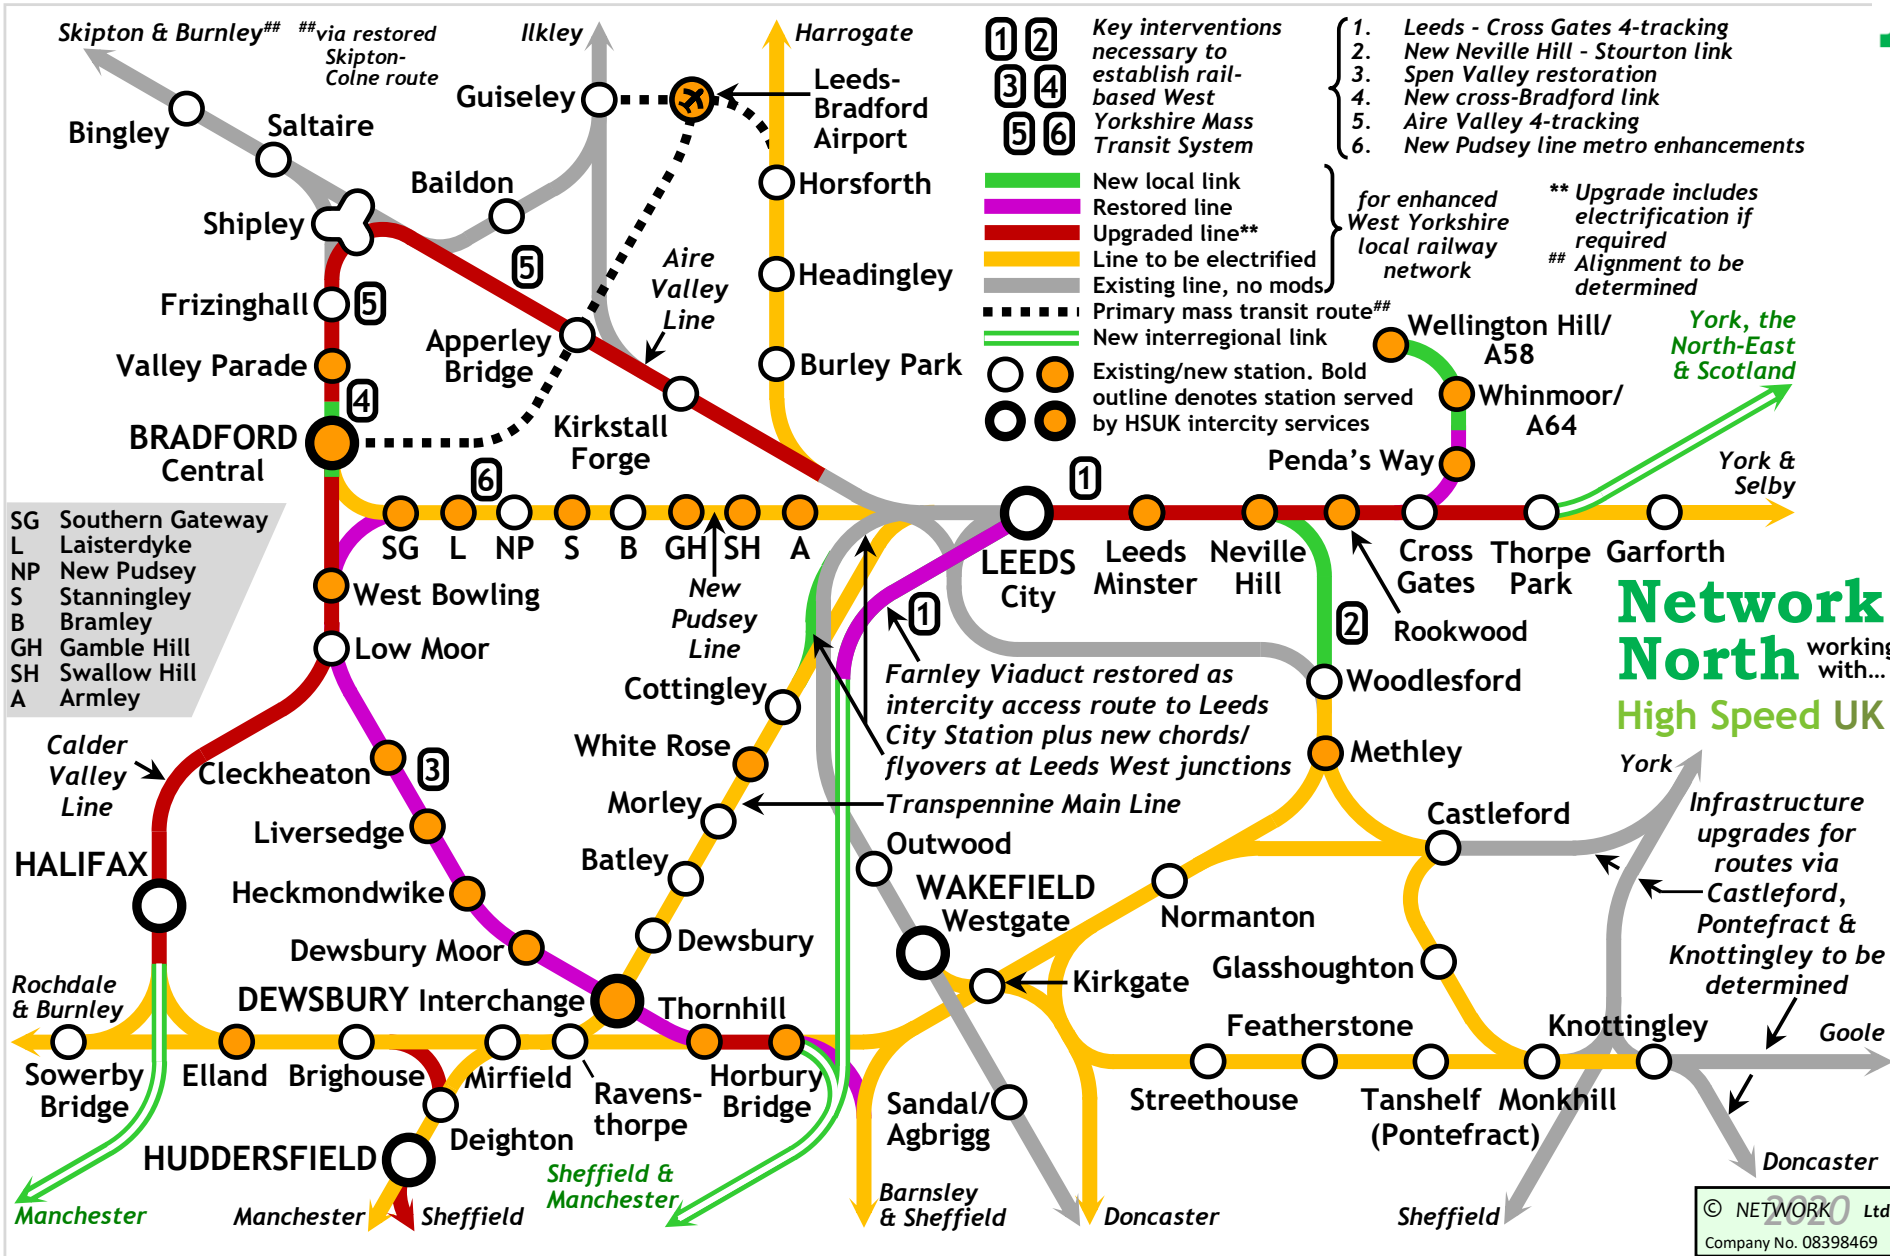 Skipton & Burnley##
##via restored
Skipton-
Colne route
Ilkley
Harrogate
Bingley
Saltaire
Guiseley
Leeds-
Bradford
Airport
Baildon
Shipley
Horsforth
5
Aire
Valley
Line
Headingley
Frizinghall
5
Apperley
Bridge
Valley Parade
Burley Park
4
BRADFORD
Central
Kirkstall
Forge
6
1 2
3 4
5 6
Key interventions
necessary to
establish rail-
based West
Yorkshire Mass
Transit System
1. Leeds - Cross Gates 4-tracking
2. New Neville Hill - Stourton link
3. Spen Valley restoration
4. New cross-Bradford link
5. Aire Valley 4-tracking
6. New Pudsey line metro enhancements
New local link
Restored line
Upgraded line**
Line to be electrified
Existing line, no mods
Primary mass transit route##
New interregional link
for enhanced
West Yorkshire
local railway
network
** Upgrade includes
electrification if
required
## Alignment to be
determined
Existing/new station. Bold
outline denotes station served
by HSUK intercity services
Wellington Hill/
A58
Whinmoor/
A64
Penda's Way
York, the
North-East
& Scotland
York &
Selby
SG Southern Gateway
L Laisterdyke
NP New Pudsey
S Stanningley
B Bramley
GH Gamble Hill
SH Swallow Hill
A Armley
SG L NP S B GH SH A
New
Pudsey
Line
1
LEEDS
City
Leeds
Minster
Neville
Hill
Cross
Gates
Thorpe
Park
Garforth
Rookwood
1
2
West Bowling
Low Moor
Network
North
working
with...
High Speed UK
Farnley Viaduct restored as
intercity access route to Leeds
City Station plus new chords/
flyovers at Leeds West junctions
Woodlesford
Cottingley
White Rose
Methley
Calder
Valley
Line
Cleckheaton
3
Morley
Transpennine Main Line
Liversedge
Batley
Outwood
Castleford
York
Infrastructure
upgrades for
routes via
Castleford,
Pontefract &
Knottingley to be
determined
HALIFAX
Heckmondwike
WAKEFIELD
Westgate
Normanton
Dewsbury Moor
Dewsbury
Kirkgate
Glasshoughton
Rochdale
& Burnley
DEWSBURY Interchange
Thornhill
Featherstone
Knottingley
Goole
Sowerby
Bridge
Elland
Brighouse
Mirfield
Ravens-
thorpe
Horbury
Bridge
Sandal/
Agbrigg
Streethouse
Tanshelf
(Pontefract)
Monkhill
Deighton
HUDDERSFIELD
Sheffield &
Manchester
Doncaster
Manchester
Manchester
Sheffield
Barnsley
& Sheffield
Doncaster
Sheffield
© NETWORK 2020 Ltd
Company No. 08398469